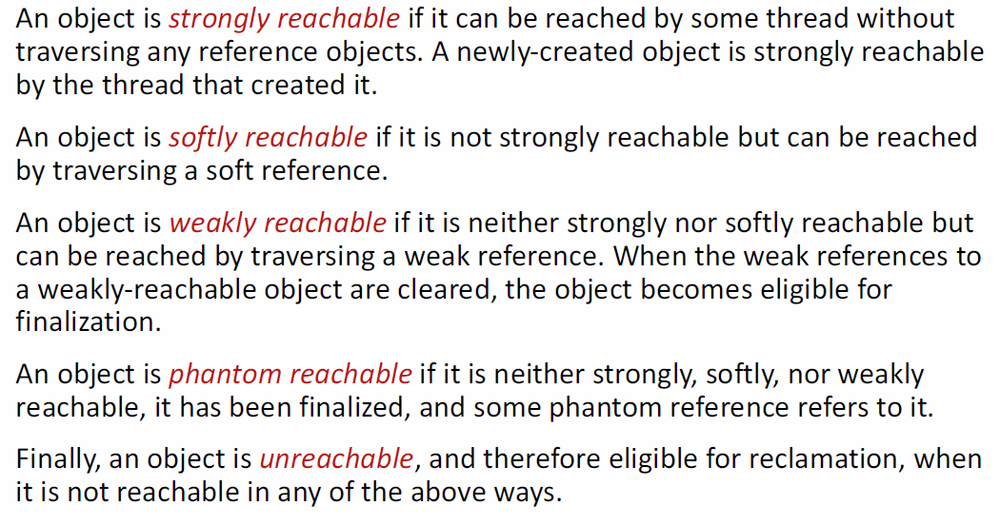 An object is strongly reachable if it can be reached by some thread without
traversing any reference objects. A newly-created object is strongly reachable
by the thread that created it.
An object is softly reachable if it is not strongly reachable but can be reached
by traversing a soft reference.
An object is weakly reachable if it is neither strongly nor softly reachable but
can be reached by traversing a weak reference. When the weak references to
a weakly-reachable object are cleared, the object becomes eligible for
finalization.
An object is phantom reachable if it is neither strongly, softly, nor weakly
reachable, it has been finalized, and some phantom reference refers to it.
Finally, an object is unreachable, and therefore eligible for reclamation, when
it is not reachable in any of the above ways.